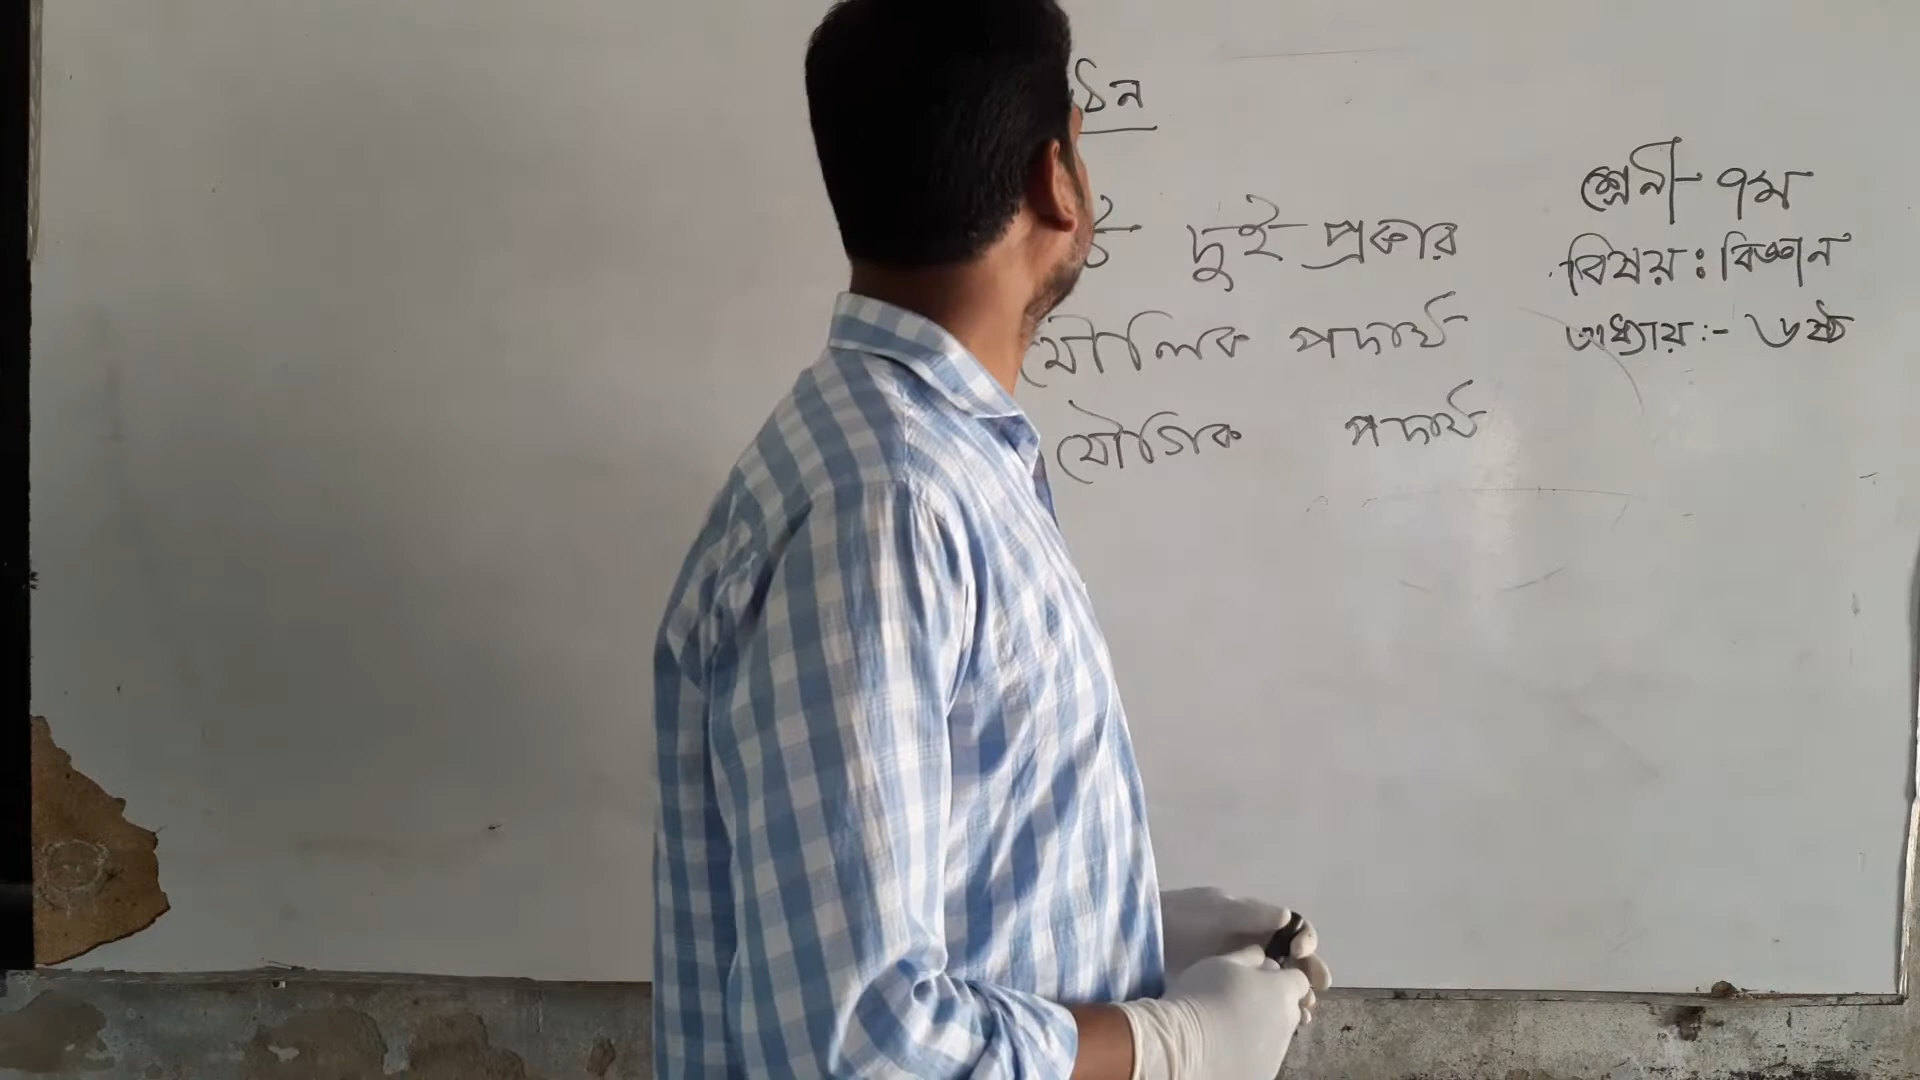 দুই প্রকার
মৌলিক পদার্থ
যৌগিক পদার্থ
শ্রেনী - ৭ম
বিষয় : বিজ্ঞান
অধ্যায় :- ৬ষ্ঠ